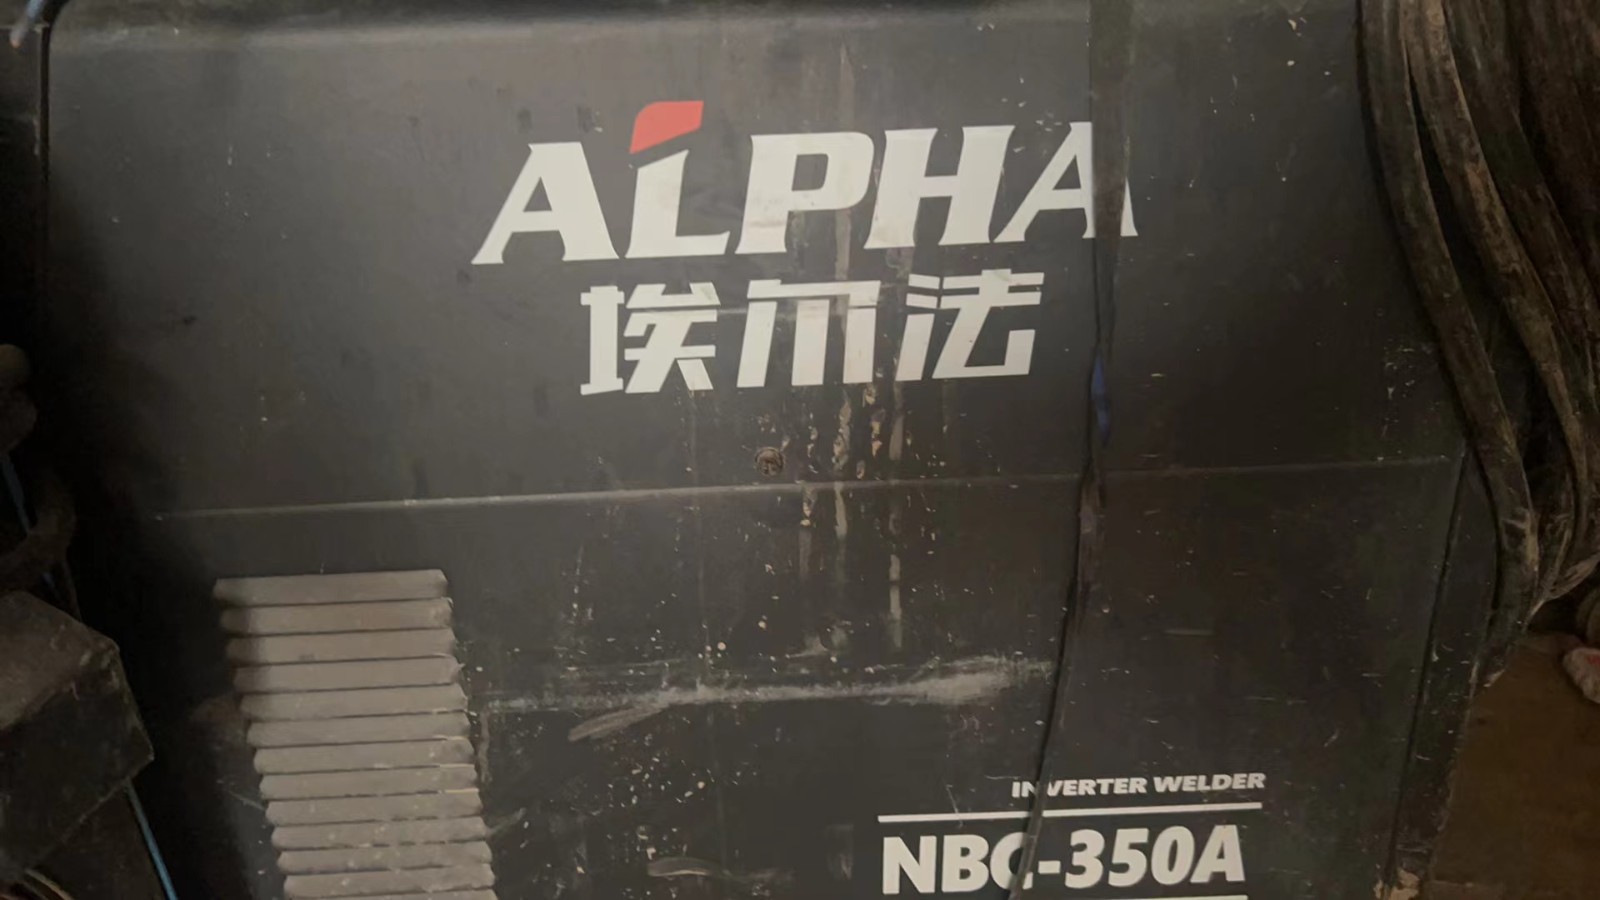 ALPHA
埃尔法
INVERTER WELDER
NBC-350A